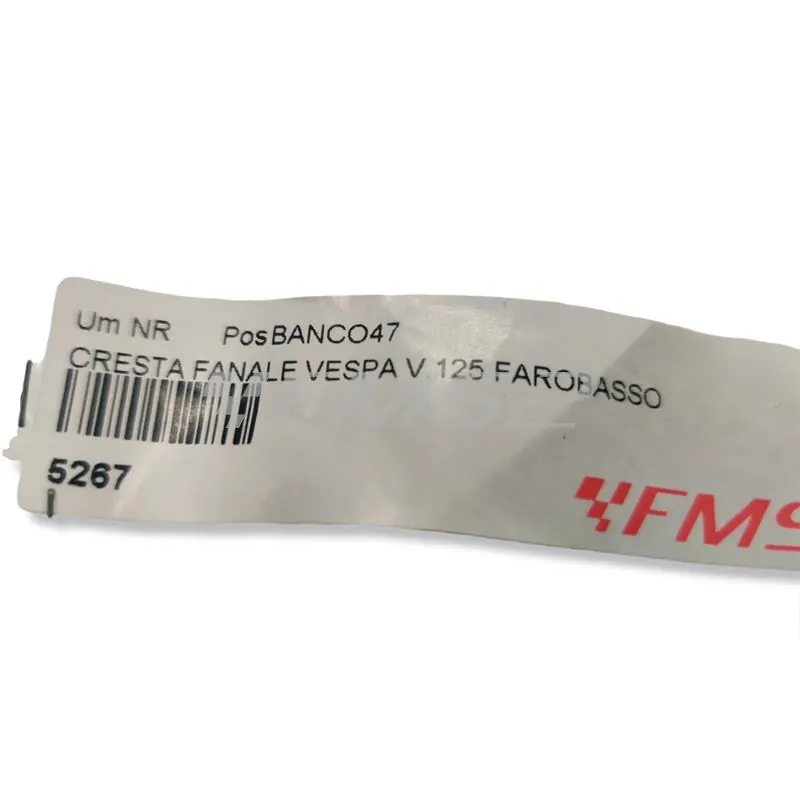 Um NR PosBANCO47
CRESTA FANALE VESPA V.125 FAROBASSO
5267
FMS